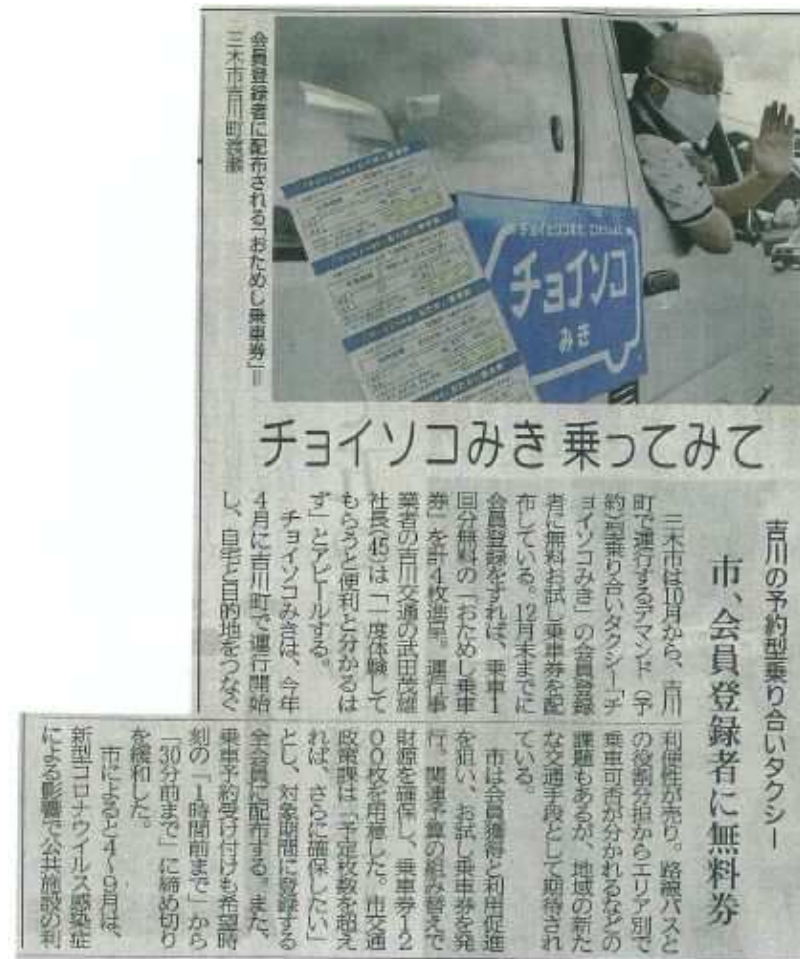 会員登録者に配布される「おためし乗車券」=
三木市吉川町渡瀬
チョイソコ
みき
チョイソコみき 乗ってみて
吉川の予約型乗り合いタクシー
市、会員登録者に無料券
三木市は10月から、吉川
町で運行するデマンド(予
約)型乗り合いタクシー「チ
ョイソコみき」の会員登録
者に無料お試し乗車券を配
布している。12月末までに
会員登録をすれば、乗車1
回分無料の「おためし乗車
券」を計4枚進呈。運行事
業者の吉川交通の武田茂雄
社長(45)は「一度体験して
もらうと便利と分かるは
ず」とアピールする。
チョイソコみきは、今年
4月に吉川町で運行開始
し、自宅と目的地をつなぐ
利便性が売り。路線バスと
の役割分担からエリア別で
乗車可否が分かれるなどの
課題もあるが、地域の新た
な交通手段として期待され
ている。
市は会員獲得と利用促進
を狙い、お試し乗車券を発
行。関連予算の組み替えで
財源を確保し、乗車券12
00枚を用意した。市交通
政策課は「予定枚数を超え
れば、さらに確保したい」
とし、対象期間に登録する
全会員に配布する。また、
乗車予約受け付けも希望時
刻の「1時間前まで」から
「30分前まで」に締め切り
を緩和した。
市によると4~9月は、
新型コロナウイルス感染症
による影響で公共施設の利